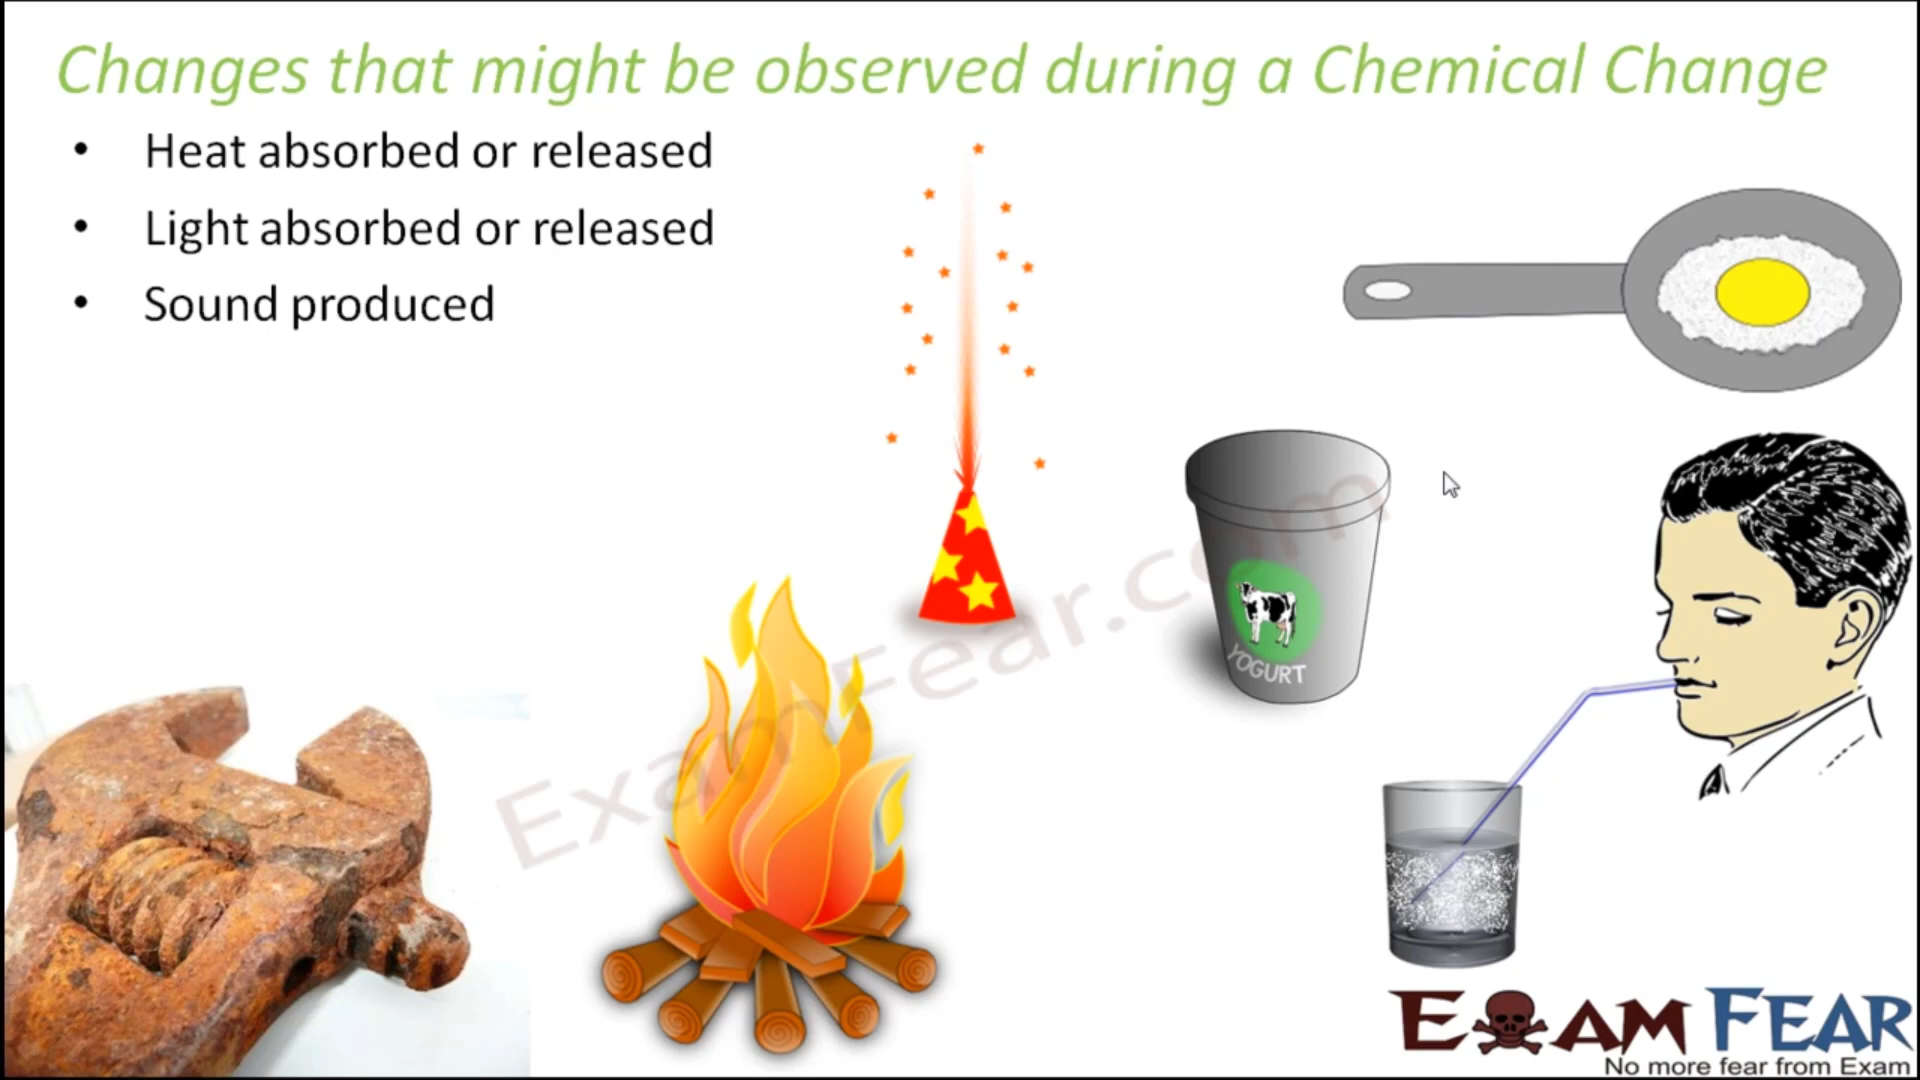 Changes that might be observed during a Chemical Change
• Heat absorbed or released
• Light absorbed or released
• Sound produced
YOGURT
ExamFear.com
EXAM FEAR
No more fear from Exam